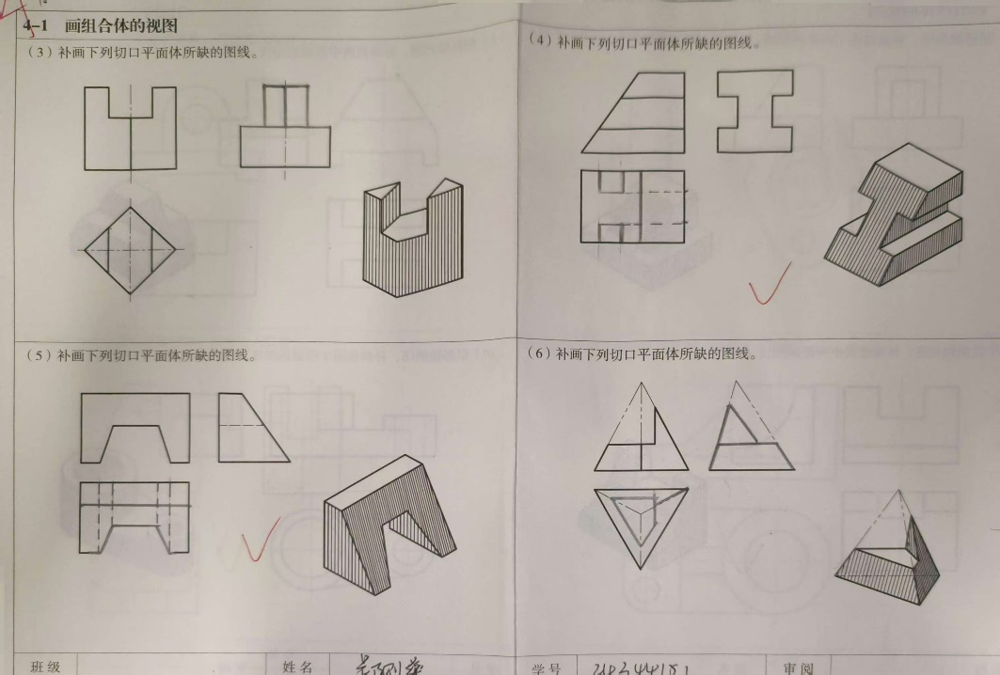 4-1 画组合体的视图
(3) 补画下列切口平面体所缺的图线。
(4) 补画下列切口平面体所缺的图线。
(5) 补画下列切口平面体所缺的图线。
(6) 补画下列切口平面体所缺的图线。
班级 姓名 学号 审阅